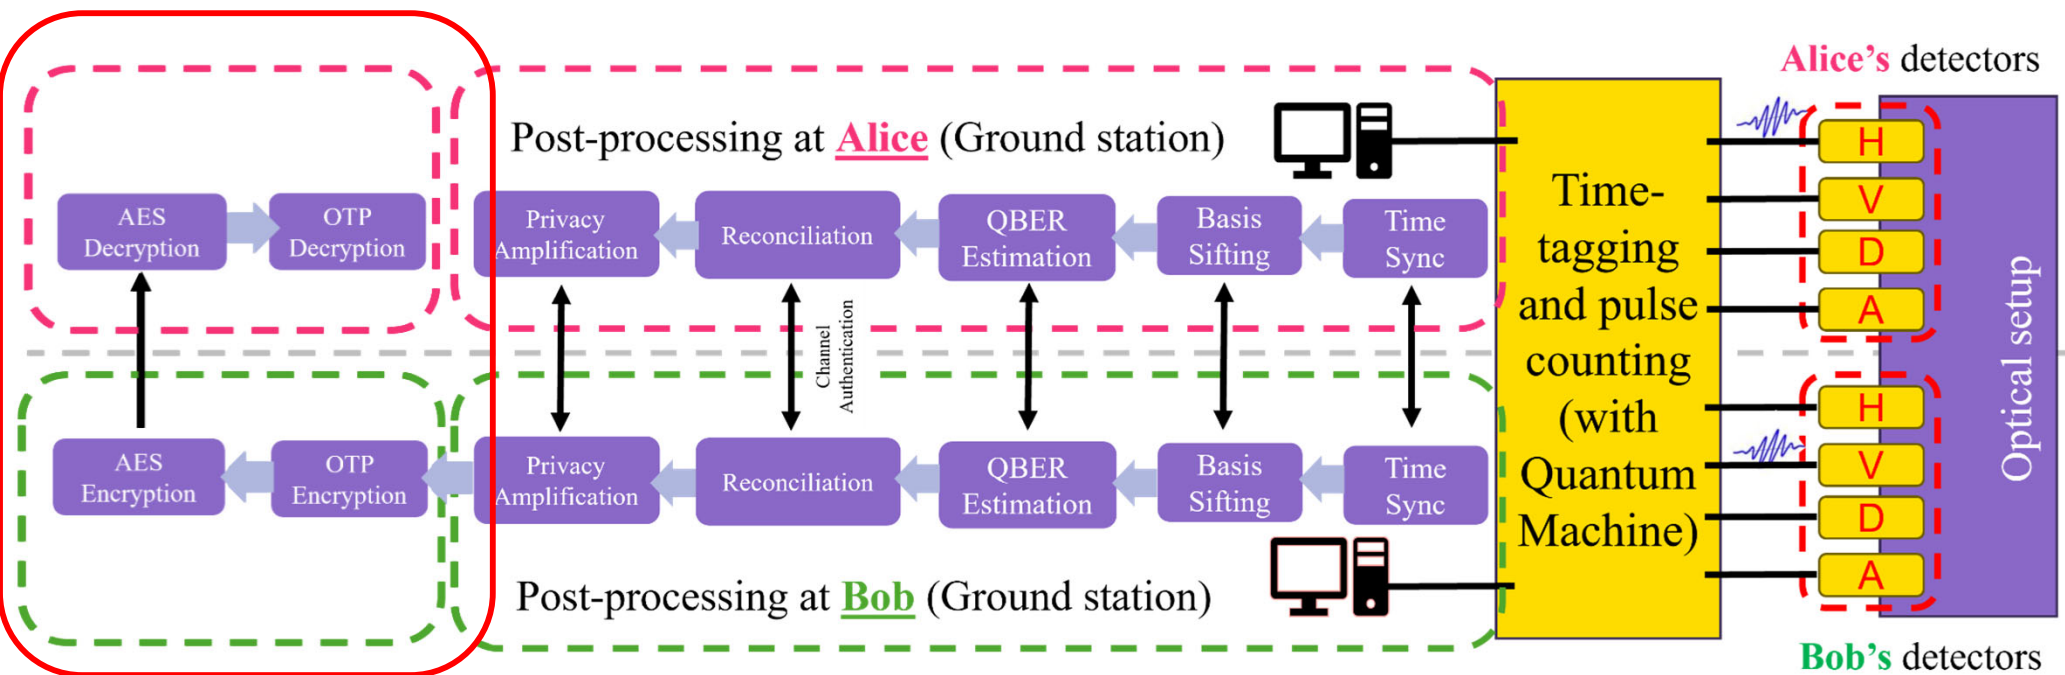 Alice's detectors
Post-processing at Alice (Ground station)
AES
Decryption
OTP
Decryption
Privacy
Amplification
Reconciliation
QBER
Estimation
Basis
Sifting
Time
Sync
Channel
Authentication
AES
Encryption
OTP
Encryption
Privacy
Amplification
Reconciliation
QBER
Estimation
Basis
Sifting
Time
Sync
Post-processing at Bob (Ground station)
Time-
tagging
and pulse
counting
(with
Quantum
Machine)
H
V
D
A
H
V
D
A
Optical setup
Bob's detectors